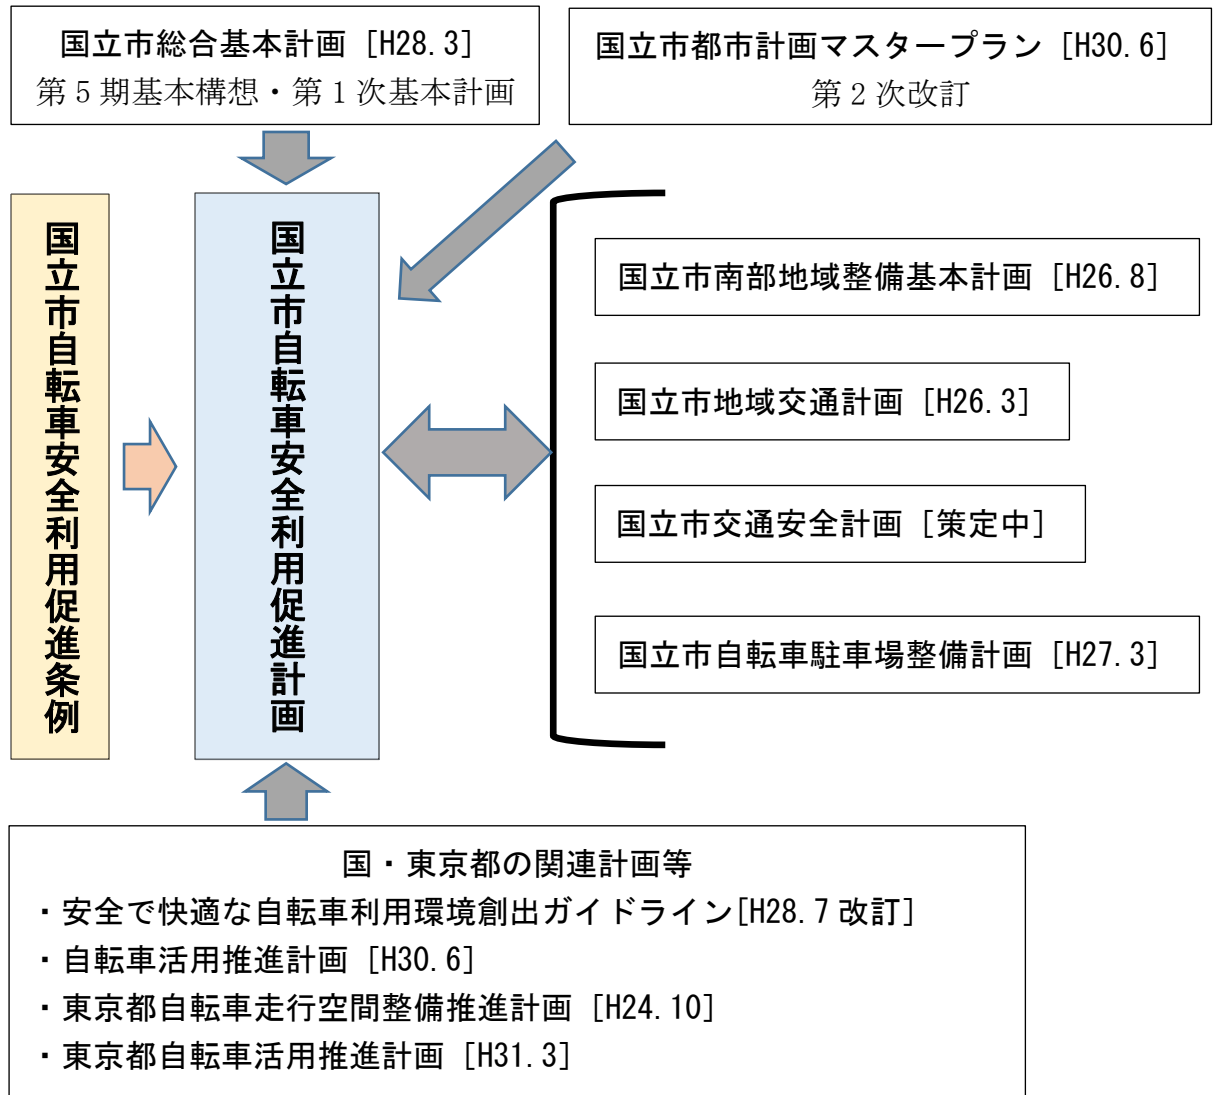 国立市総合基本計画 [H28.3]
第5期基本構想・第1次基本計画
国立市都市計画マスタープラン [H30.6]
第2次改訂
国立市自転車安全利用促進条例
国立市自転車安全利用促進計画
国立市南部地域整備基本計画 [H26.8]
国立市地域交通計画 [H26.3]
国立市交通安全計画 [策定中]
国立市自転車駐車場整備計画 [H27.3]
国・東京都の関連計画等
・安全で快適な自転車利用環境創出ガイドライン[H28.7 改訂]
・自転車活用推進計画 [H30.6]
・東京都自転車走行空間整備推進計画 [H24.10]
・東京都自転車活用推進計画 [H31.3]